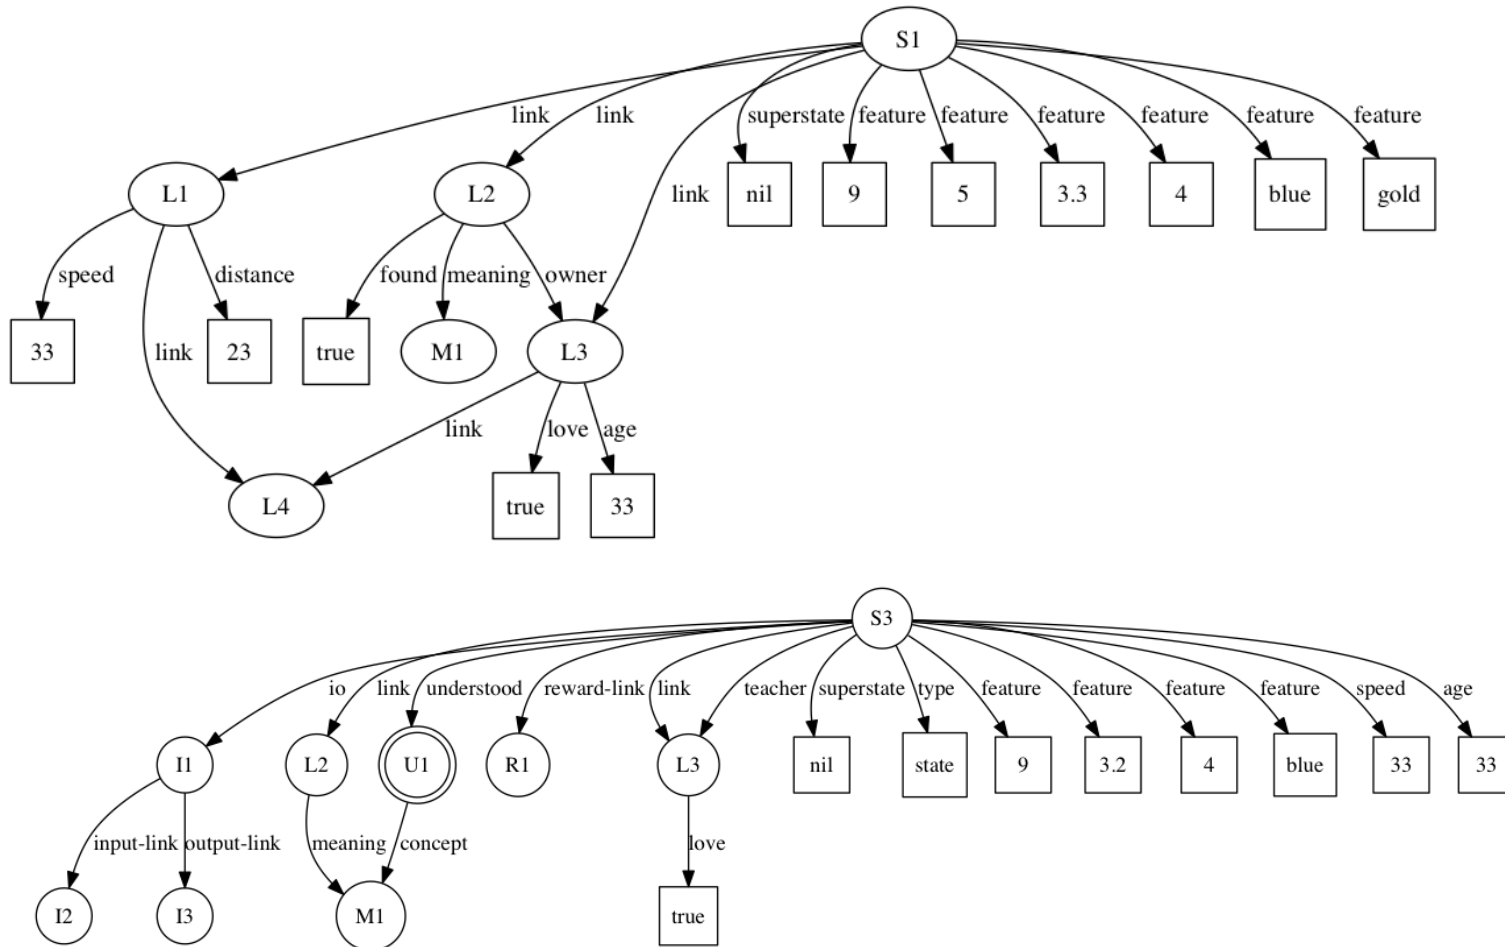 S1
link link superstate feature feature feature feature feature feature
L1 L2 link nil 9 5 3.3 4 blue gold
speed distance found meaning owner
33 link 23 true M1 L3
link love age
L4 true 33
S3
io link understood reward-link link teacher superstate type feature feature feature feature speed age
I1 L2 U1 R1 L3 nil state 9 3.2 4 blue 33 33
input-link output-link meaning concept love
I2 I3 M1 true